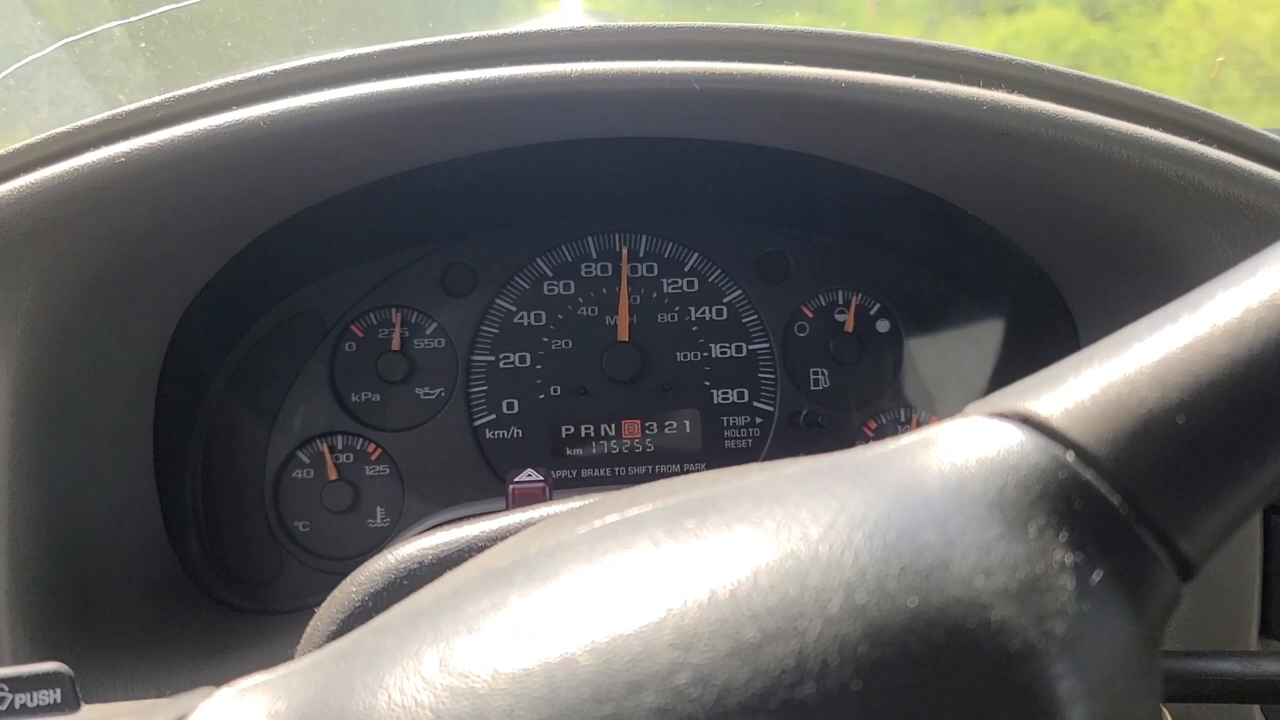 80 100
60 120
40 140
20 160
0 180
40 80
MPH
20 100
0
0 275 550
kPa
km/h
PRND321
km 175255
TRIP ▶
HOLD TO
RESET
APPLY BRAKE TO SHIFT FROM PARK
40 100 125
°C
PUSH